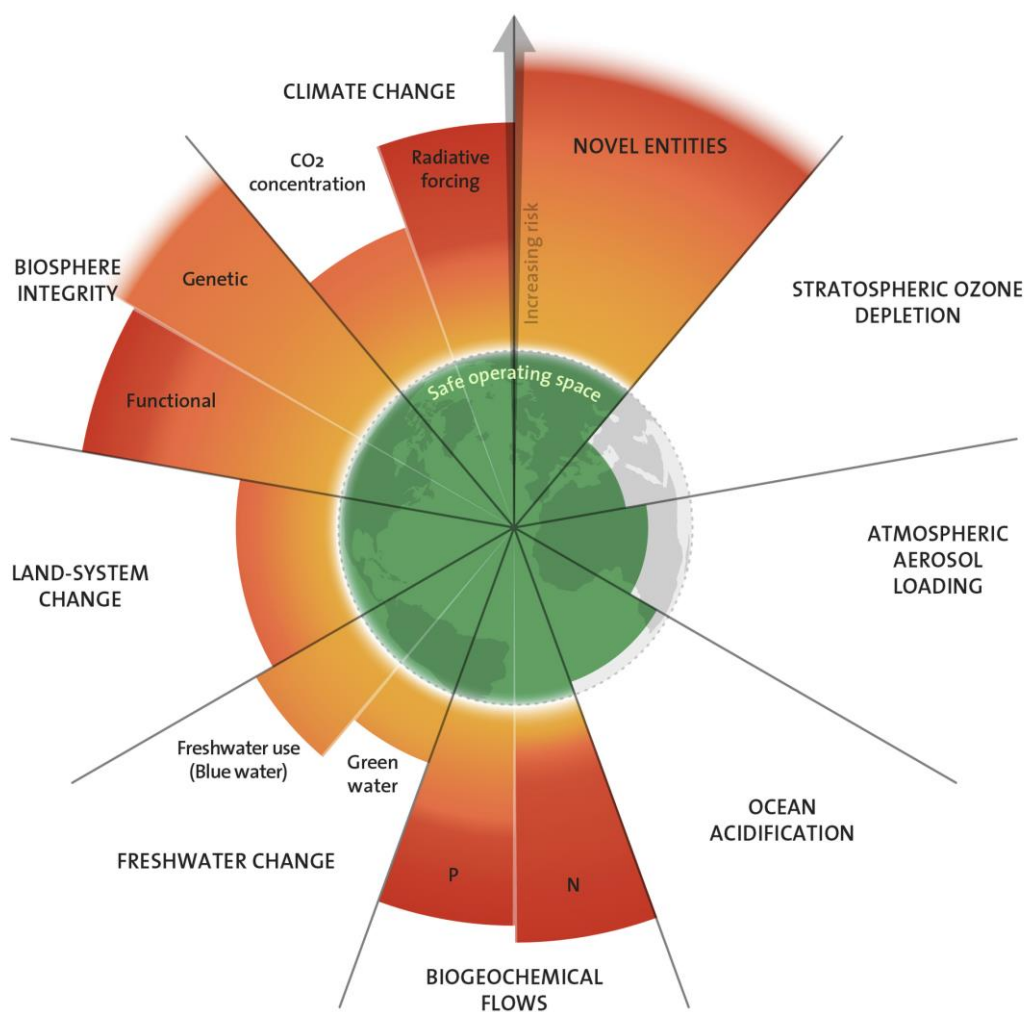 CLIMATE CHANGE
CO2
concentration
Radiative
forcing
NOVEL ENTITIES
Increasing risk
BIOSPHERE
INTEGRITY
Genetic
Functional
STRATOSPHERIC OZONE
DEPLETION
Safe operating space
ATMOSPHERIC
AEROSOL
LOADING
LAND-SYSTEM
CHANGE
Freshwater use
(Blue water)
Green
water
FRESHWATER CHANGE
OCEAN
ACIDIFICATION
P
N
BIOGEOCHEMICAL
FLOWS